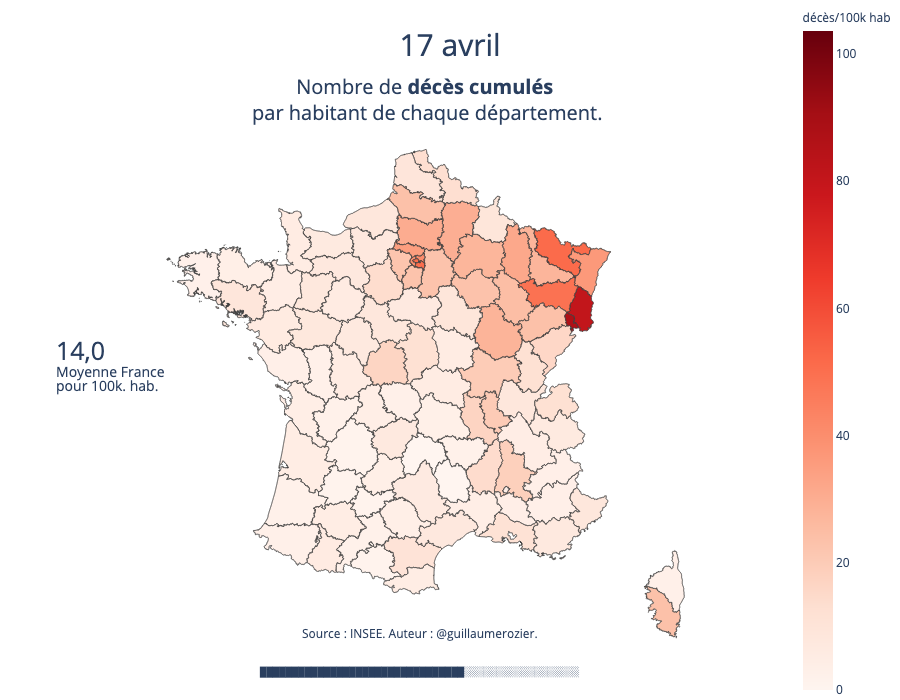 17 avril
Nombre de décès cumulés
par habitant de chaque département.
décès/100k hab
100
80
60
40
20
0
14,0
Moyenne France
pour 100k. hab.
Source : INSEE. Auteur : @guillaumerozier.